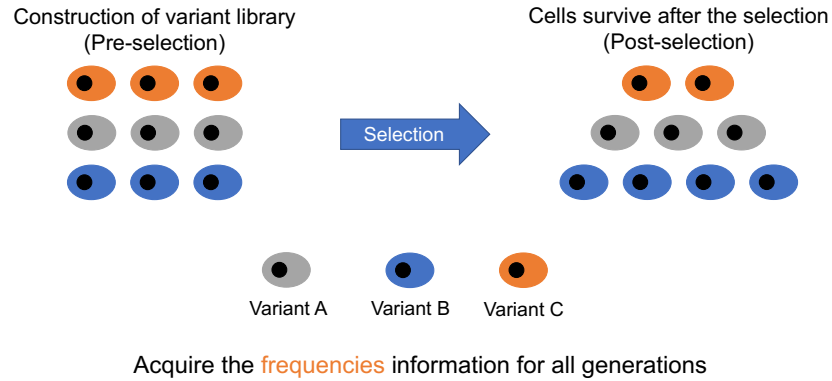 Construction of variant library
(Pre-selection)
Cells survive after the selection
(Post-selection)
Selection
Variant A
Variant B
Variant C
Acquire the frequencies information for all generations